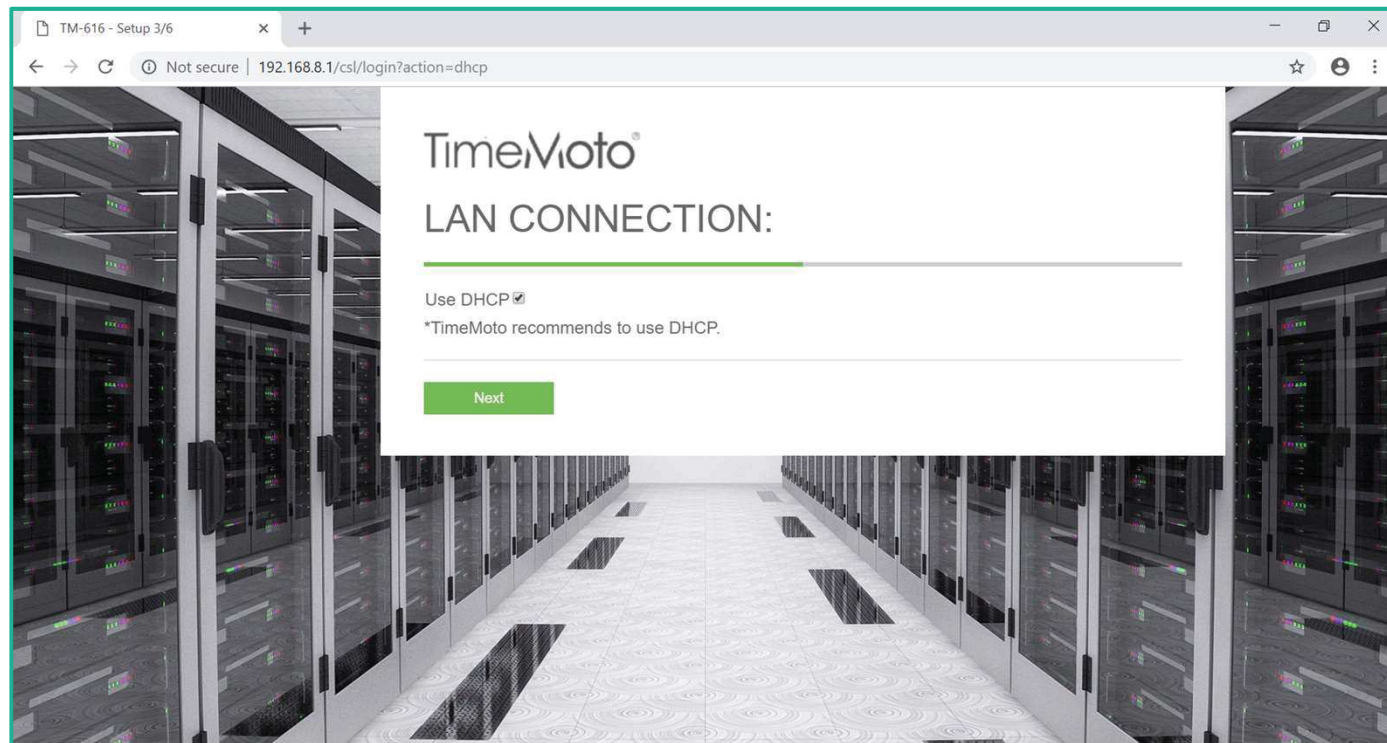 TM-616 - Setup 3/6
Not secure | 192.168.8.1/csl/login?action=dhcp
TimeMoto®
LAN CONNECTION:
Use DHCP
*TimeMoto recommends to use DHCP.
Next